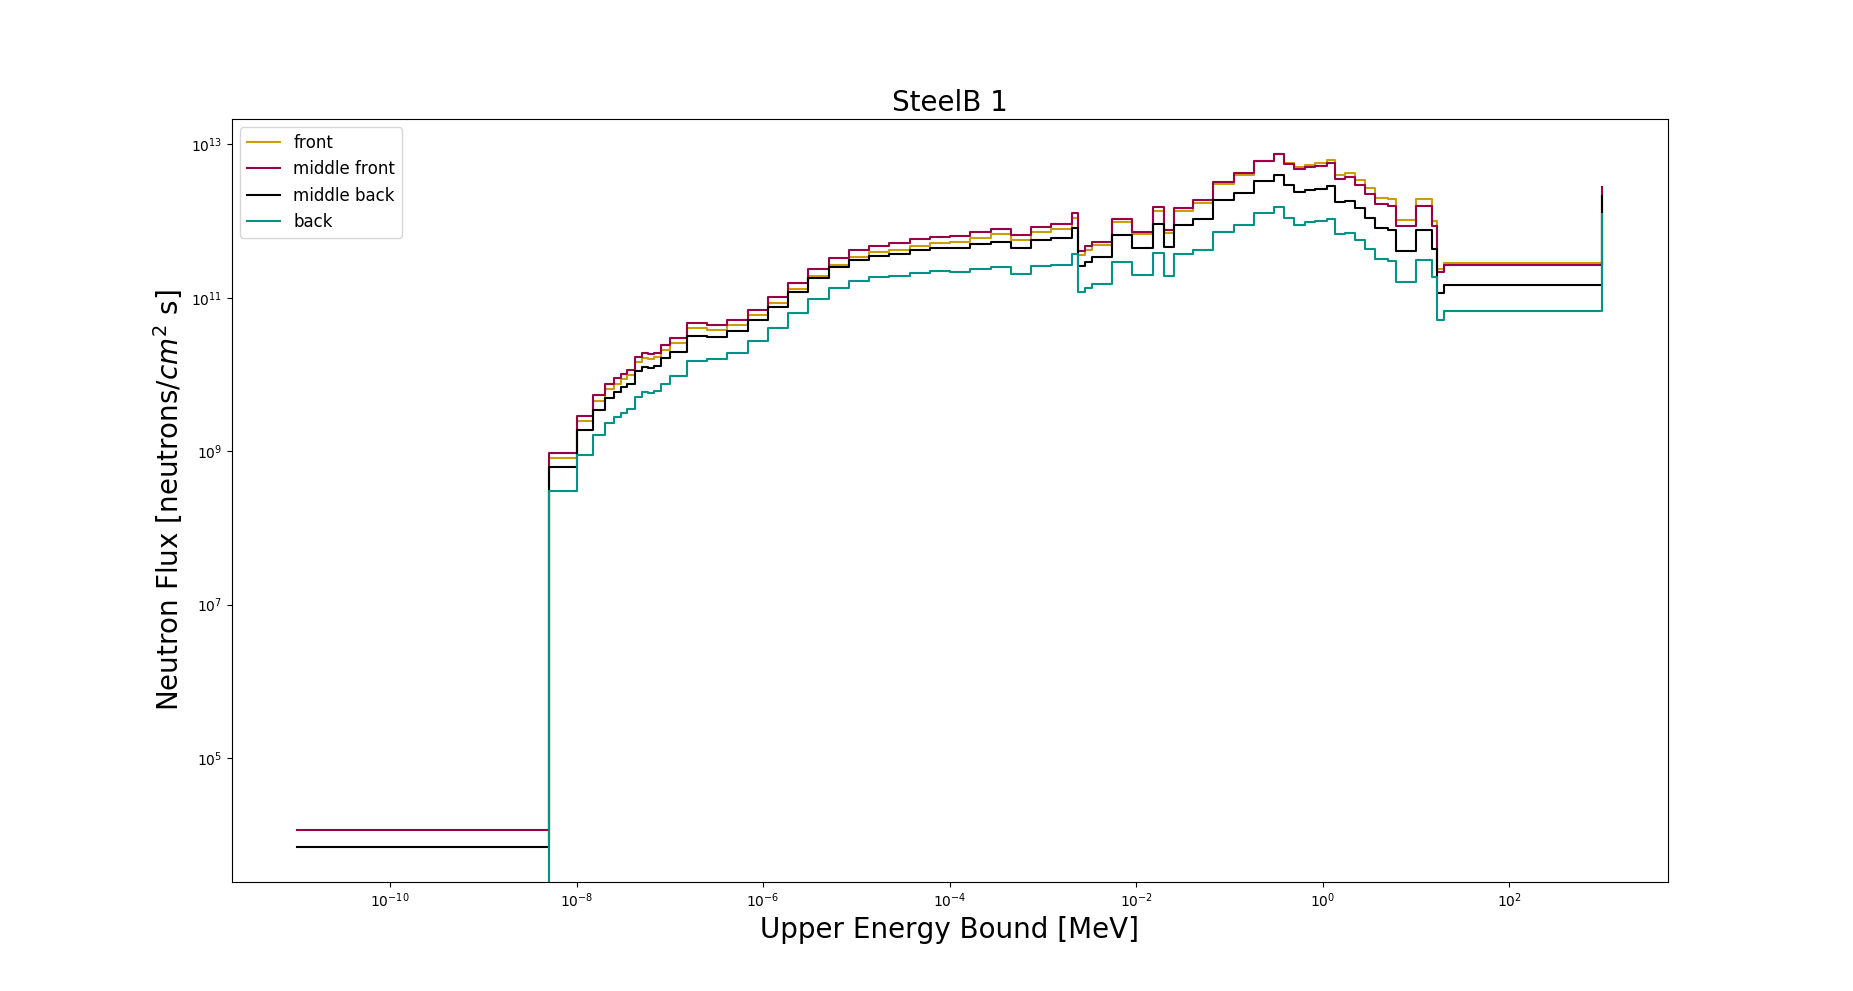 SteelB 1
front
middle front
middle back
back
10^13
10^11
10^9
10^7
10^5
Neutron Flux [neutrons/cm^2 s]
10^-10
10^-8
10^-6
10^-4
10^-2
10^0
10^2
Upper Energy Bound [MeV]